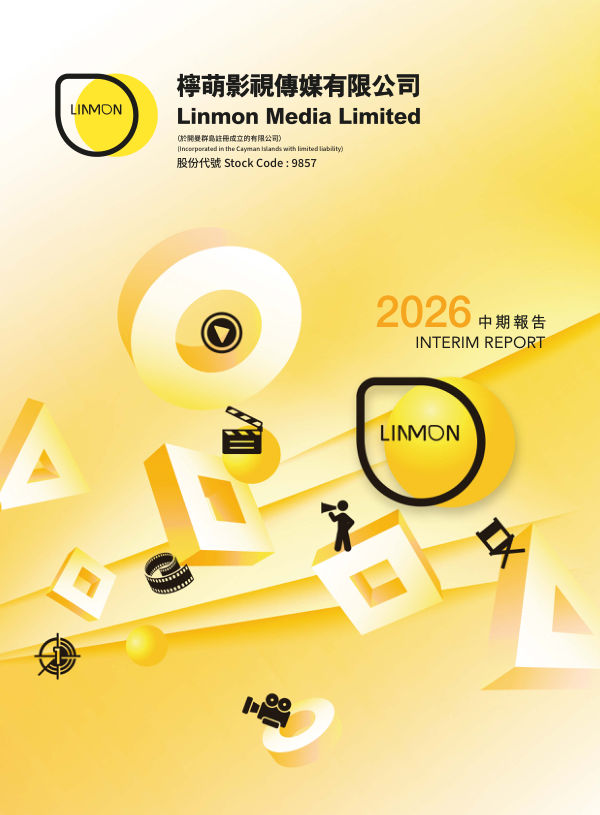 LINMON
檸萌影視傳媒有限公司
Linmon Media Limited
(於開曼群島註冊成立的有限公司)
(Incorporated in the Cayman Islands with limited liability)
股份代號 Stock Code : 9857
2026 中期報告
INTERIM REPORT
LINMON
1